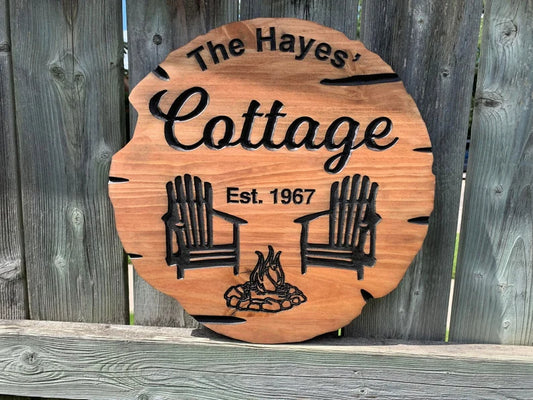 The Hayes'
Cottage
Est. 1967